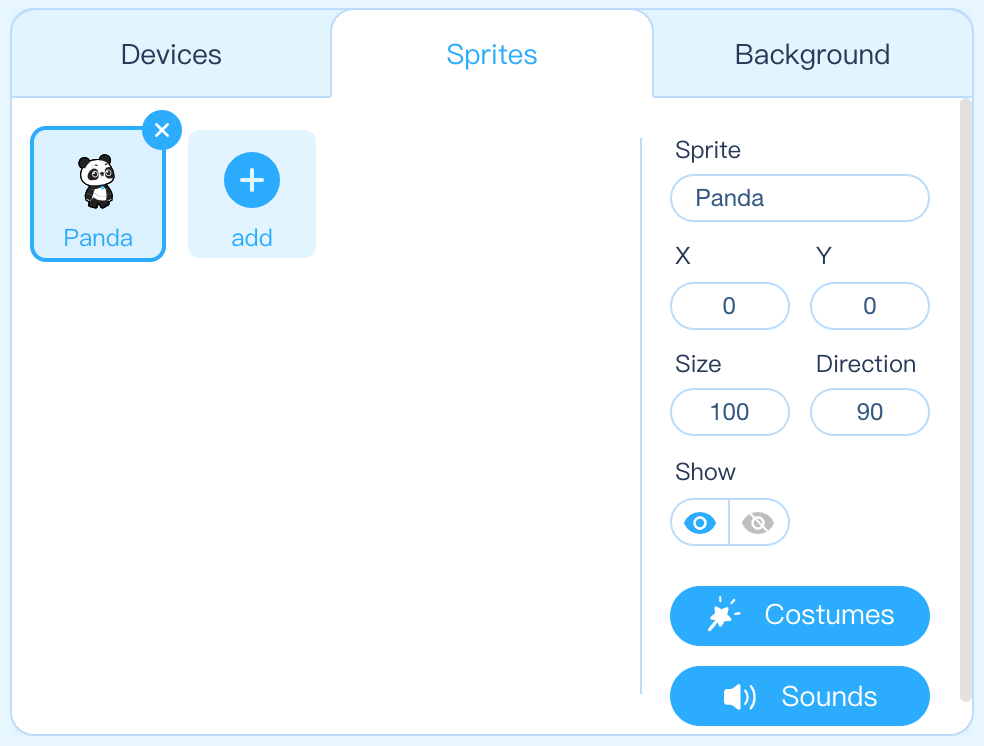 Devices
Sprites
Background
Panda
add
Sprite
Panda
X
Y
0
0
Size
Direction
100
90
Show
Costumes
Sounds